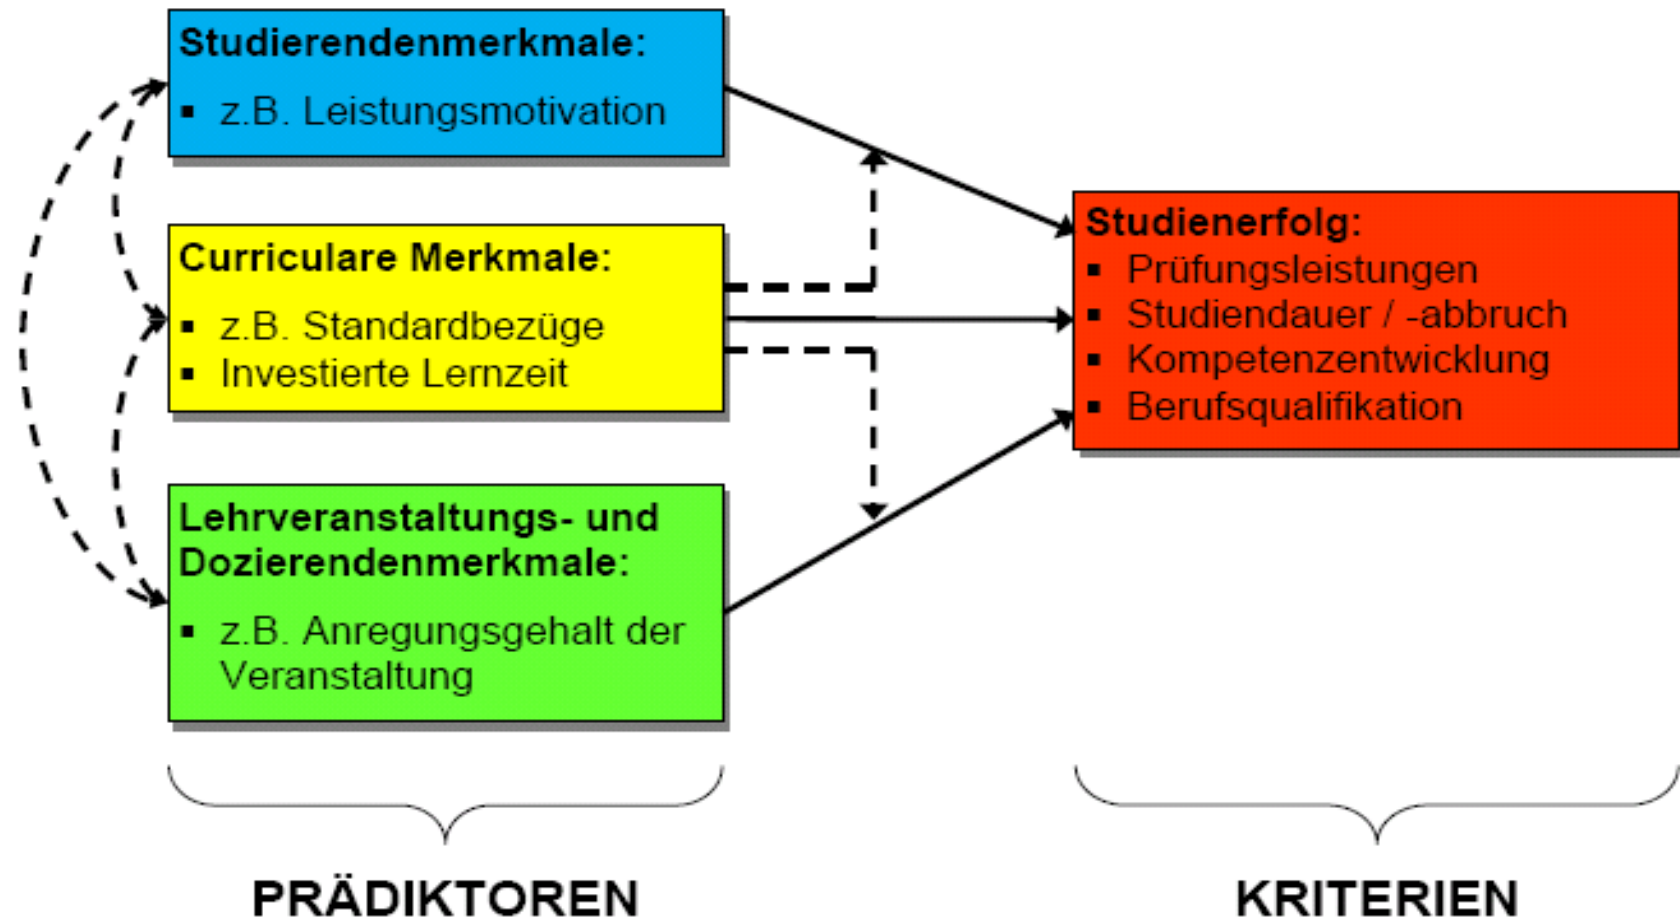 Studierendenmerkmale:
▪ z.B. Leistungsmotivation
Curriculare Merkmale:
▪ z.B. Standardbezüge
▪ Investierte Lernzeit
Lehrveranstaltungs- und
Dozierendenmerkmale:
▪ z.B. Anregungsgehalt der
Veranstaltung
Studienerfolg:
▪ Prüfungsleistungen
▪ Studiendauer / -abbruch
▪ Kompetenzentwicklung
▪ Berufsqualifikation
PRÄDIKTOREN
KRITERIEN